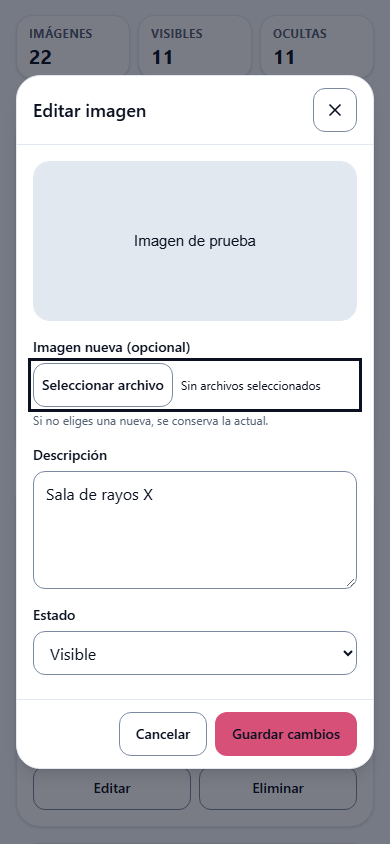 IMÁGENES VISIBLES OCULTAS
22 11 11
Editar imagen
Imagen de prueba
Imagen nueva (opcional)
Seleccionar archivo Sin archivos seleccionados
Si no eliges una nueva, se conserva la actual.
Descripción
Sala de rayos X
Estado
Visible
Cancelar Guardar cambios
Editar Eliminar